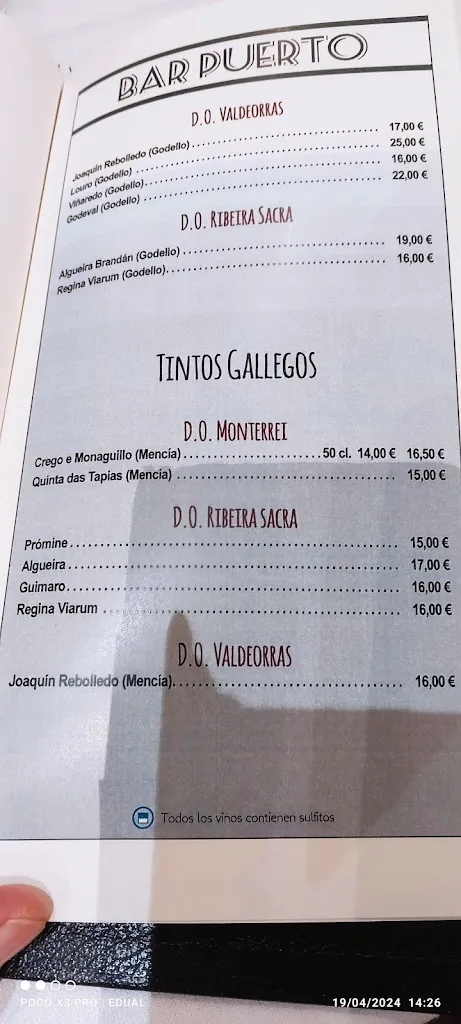 BAR PUERTO
D.O. VALDEORRAS
Joaquín Rebolledo (Godello) 17,00 €
Louro (Godello) 25,00 €
Viñaredo (Godello) 16,00 €
Godeval (Godello) 22,00 €
D.O. RIBEIRA SACRA
Algueira Brandán (Godello) 19,00 €
Regina Viarum (Godello) 16,00 €
TINTOS GALLEGOS
D.O. MONTERREI
Crego e Monaguillo (Mencía) 50 cl. 14,00 € 16,50 €
Quinta das Tapias (Mencía) 15,00 €
D.O. RIBEIRA SACRA
Prómine 15,00 €
Algueira 17,00 €
Guimaro 16,00 €
Regina Viarum 16,00 €
D.O. VALDEORRAS
Joaquín Rebolledo (Mencía) 16,00 €
Todos los vinos contienen sulfitos
POCO X3 PRO | EDUAL 19/04/2024 14:26